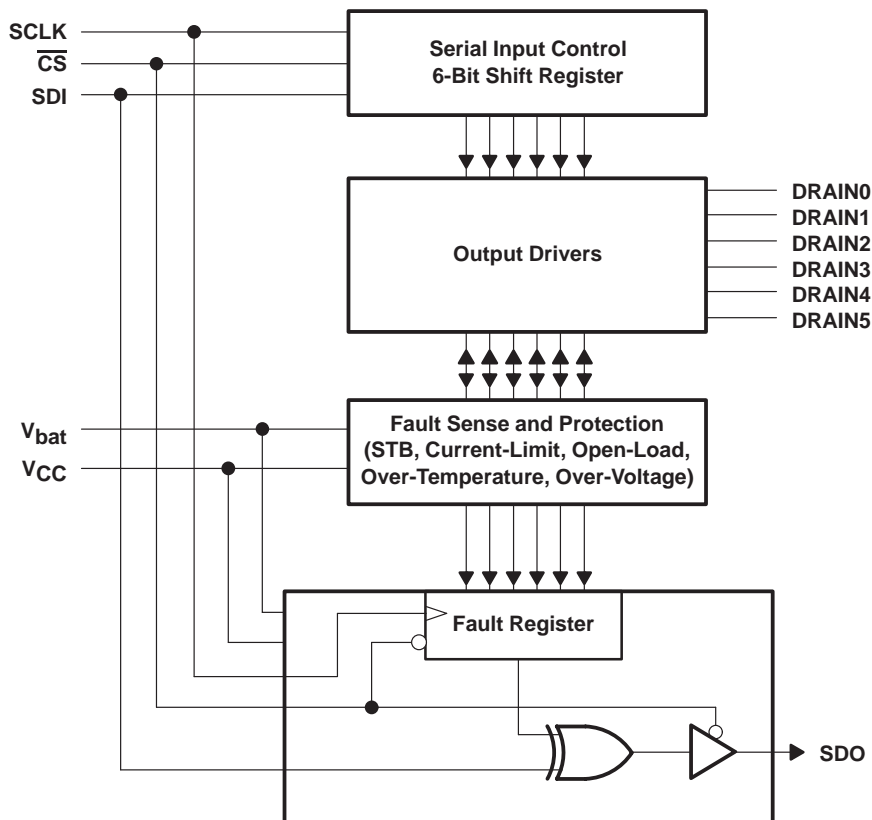 SCLK
CS
SDI
Serial Input Control
6-Bit Shift Register
Output Drivers
DRAIN0
DRAIN1
DRAIN2
DRAIN3
DRAIN4
DRAIN5
Vbat
VCC
Fault Sense and Protection
(STB, Current-Limit, Open-Load,
Over-Temperature, Over-Voltage)
Fault Register
SDO